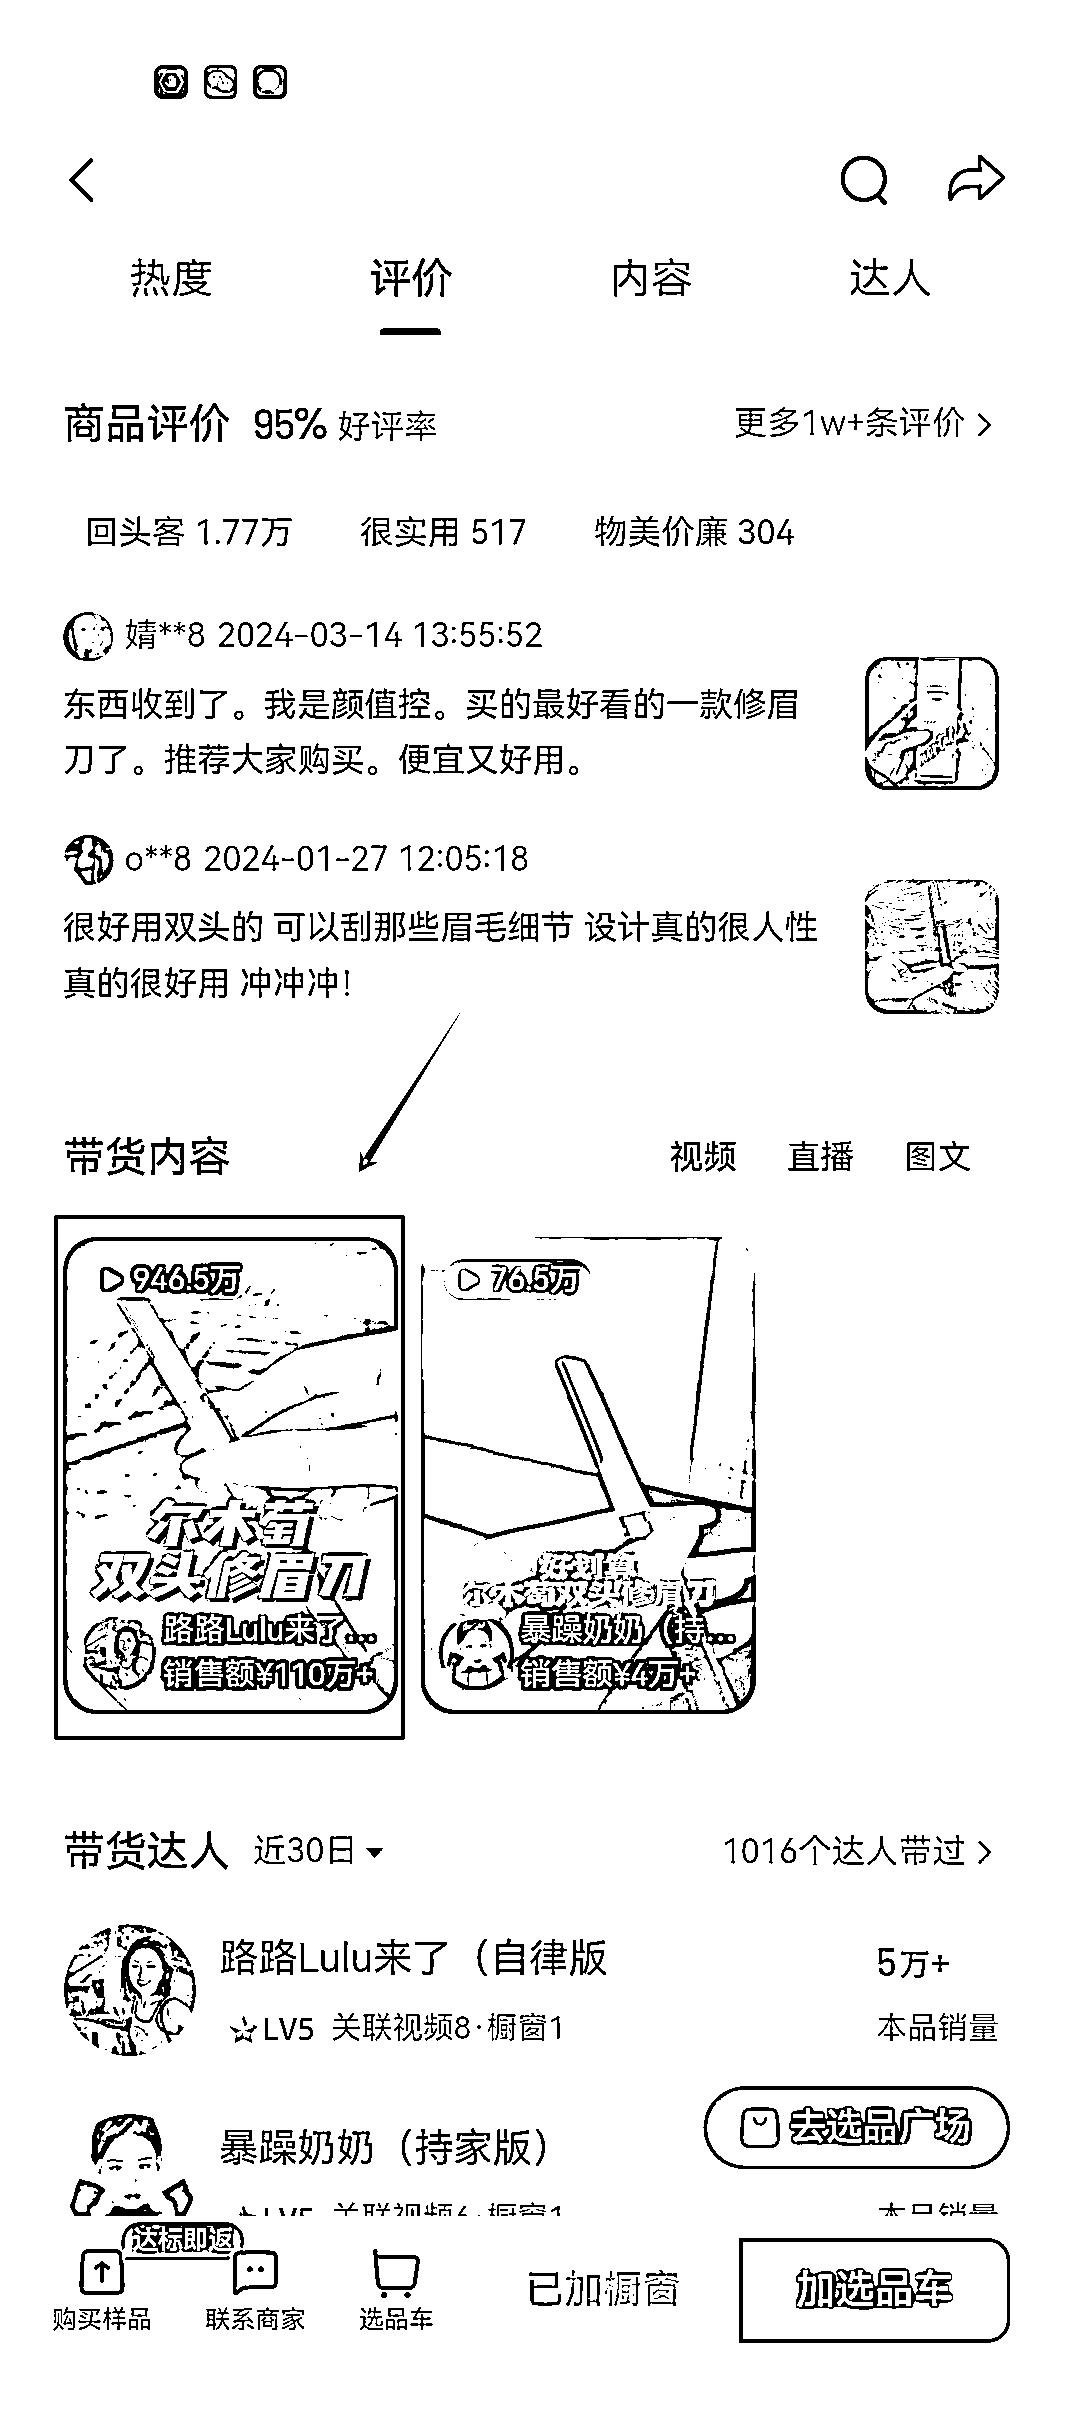 热度 评价 内容 达人
商品评价 95% 好评率 更多1w+条评价
回头客 1.77万 很实用 517 物美价廉 304
婧**8 2024-03-14 13:55:52
东西收到了。我是颜值控。买的最好看的一款修眉
刀了。推荐大家购买。便宜又好用。
o**8 2024-01-27 12:05:18
很好用双头的 可以刮那些眉毛细节 设计真的很人性
真的很好用 冲冲冲!
带货内容 视频 直播 图文
946.5万
尔木萄
双头修眉刀
路路Lulu来了...
销售额¥110万+
76.5万
好划算
尔木萄双头修眉刀
暴躁奶奶（持...
销售额¥4万+
带货达人 近30日 1016个达人带过
路路Lulu来了（自律版 5万+
LV5 关联视频8·橱窗1 本品销量
暴躁奶奶（持家版） 去选品广场
LV5 关联视频6·橱窗1 本品销量
达标即返
购买样品 联系商家 选品车 已加橱窗 加选品车